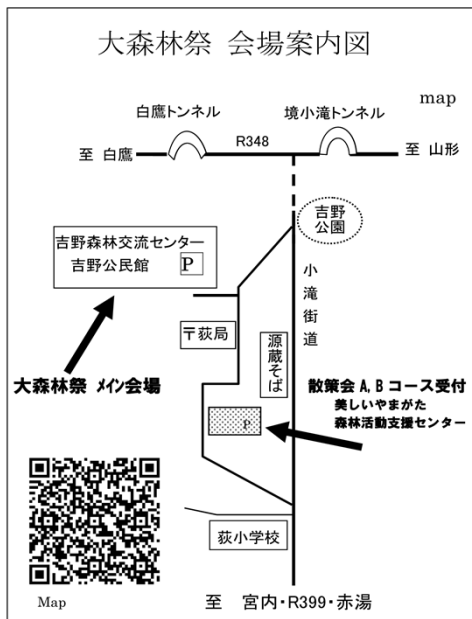 大森林祭 会場案内図
map
白鷹トンネル
境小滝トンネル
至 白鷹
R348
至 山形
吉野
公園
吉野森林交流センター
吉野公民館 P
小滝街道
〒荻局
源蔵そば
大森林祭 メイン会場
散策会 A,B コース受付
美しいやまがた
森林活動支援センター
P
荻小学校
Map
至 宮内・R399・赤湯